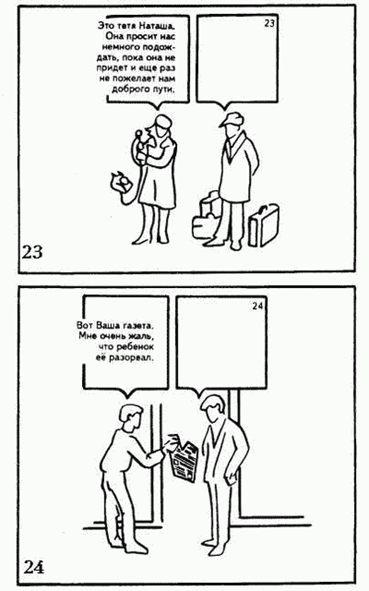 Это тетя Наташа.
Она просит нас
немного подож-
дать, пока она не
придет и еще раз
не пожелает нам
доброго пути.
23
23
Вот Ваша газета.
Мне очень жаль,
что ребенок
её разорвал.
24
24